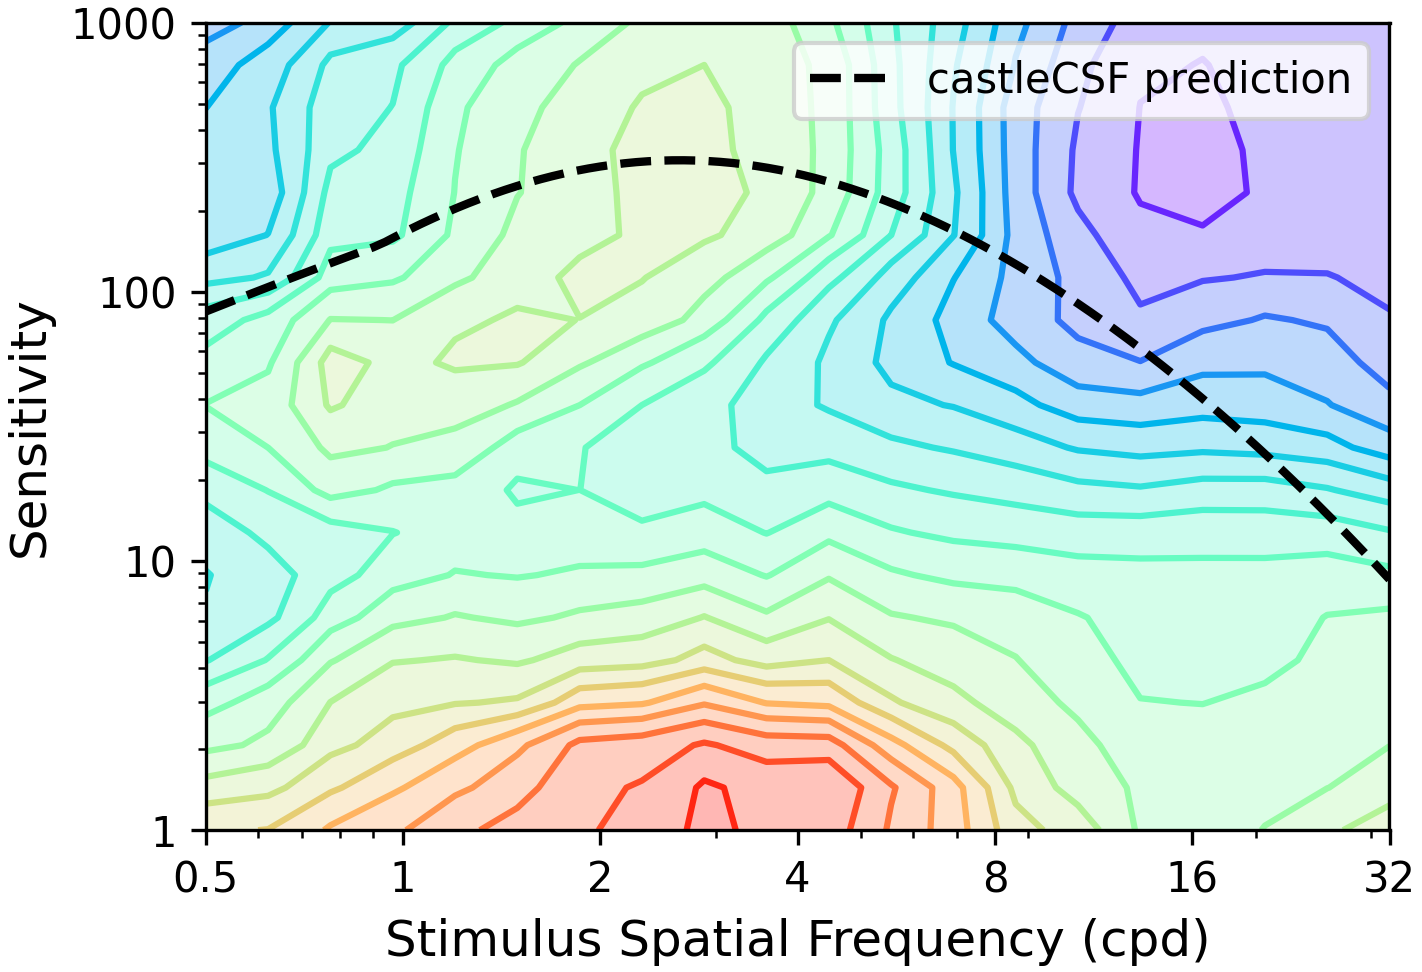 1000
100
10
1
Sensitivity
castleCSF prediction
0.5 1 2 4 8 16 32
Stimulus Spatial Frequency (cpd)